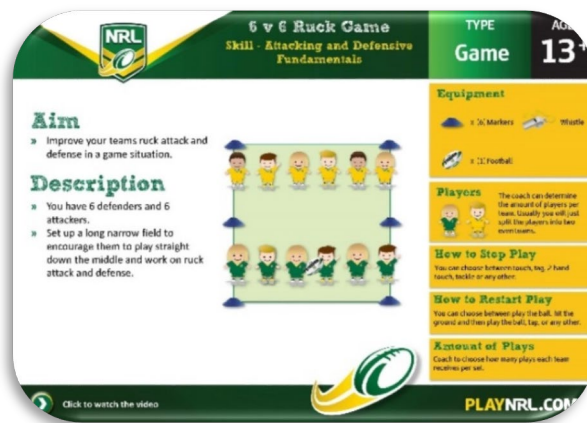 NRL
6 v 6 Ruck Game
Skill - Attacking and Defensive
Fundamentals
TYPE
Game
AGE
13+
Aim
» Improve your teams ruck attack and
defense in a game situation.
Description
» You have 6 defenders and 6
attackers.
» Set up a long narrow field to
encourage them to play straight
down the middle and work on ruck
attack and defense.
Equipment
x (6) Markers
Whistle
x (1) Football
Players
The coach can determine
the amount of players per
team. Usually you will just
split the players into two
even teams.
How to Stop Play
You can choose between touch, tag, 2 hand
touch, tackle or any other.
How to Restart Play
You can choose between play the ball, hit the
ground and then play the ball, tap, or any other.
Amount of Plays
Coach to choose how many plays each team
receives per set.
Click to watch the video
PLAYNRL.COM